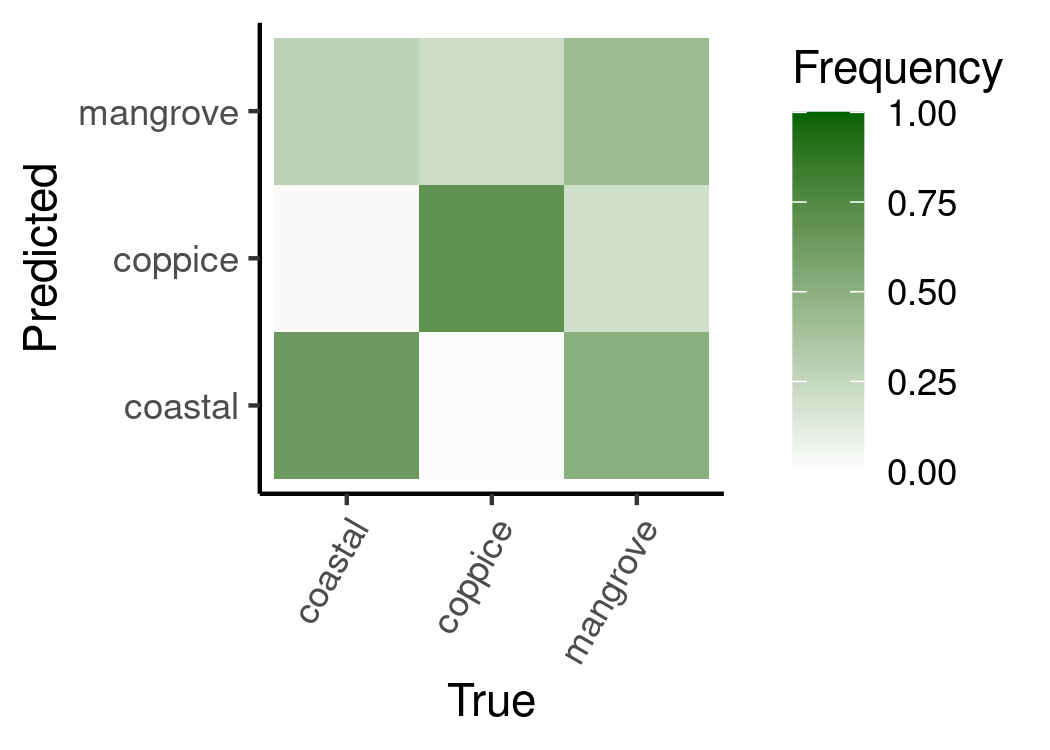 Predicted
mangrove
coppice
coastal
coastal
coppice
mangrove
True
Frequency
1.00
0.75
0.50
0.25
0.00